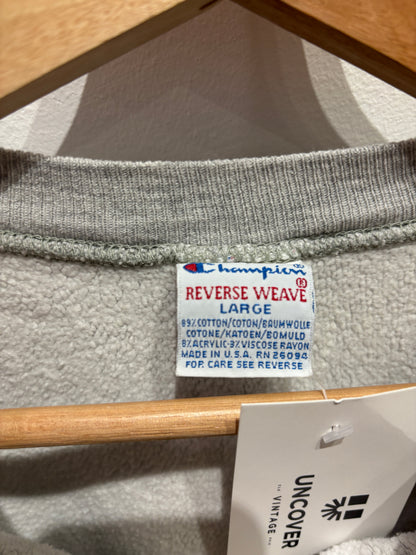 Champion®
REVERSE WEAVE®
LARGE
89% COTTON/COTON/BAUMWOLLE
COTONE/KATOEN/BOMULD
8% ACRYLIC-3% VISCOSE RAYON
MADE IN U.S.A. RN 26094
FOR CARE SEE REVERSE
UNCOVER
VINTAGE